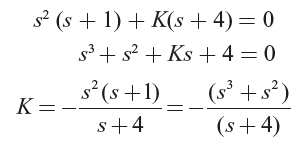 s² (s + 1) + K(s + 4) = 0
s³ + s² + Ks + 4 = 0
K = − s²(s+1) / s+4 = − (s³ + s²) / (s+4)